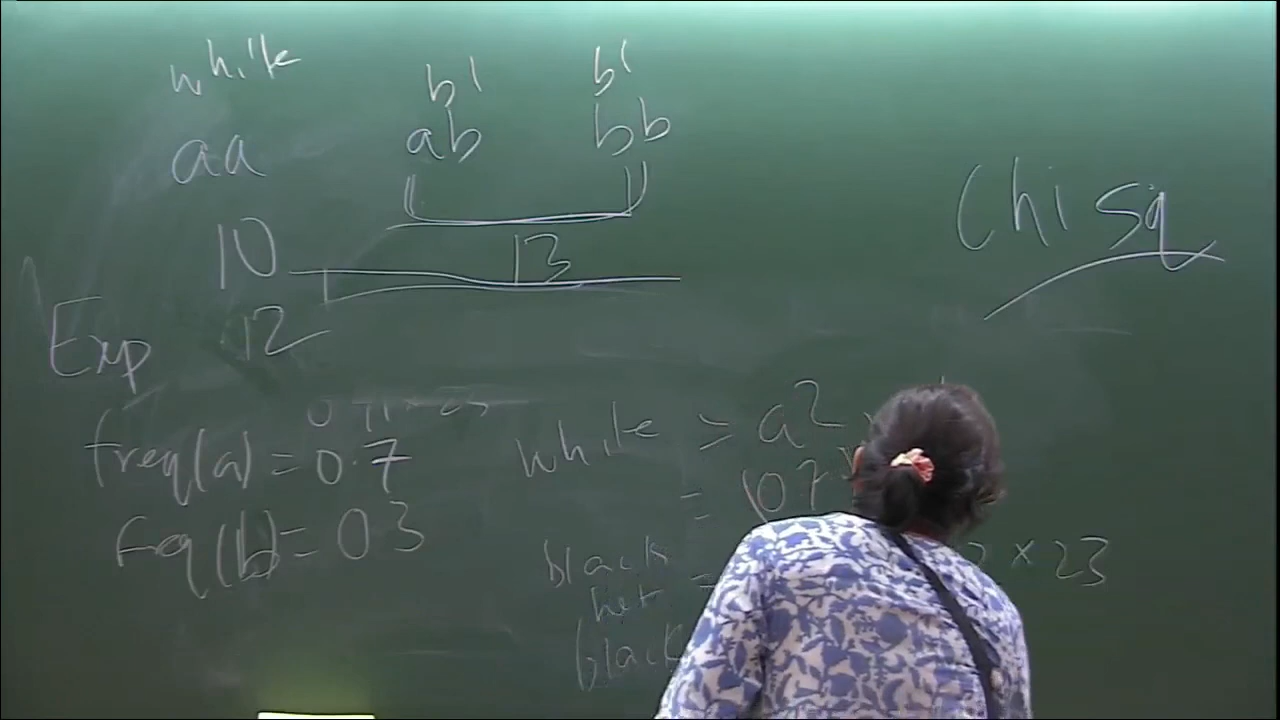 white b' b'
aa ab bb
10 13
Exp 12
Chi sq
freq(a) = 0.7
freq(b) = 0.3
white = a²
= (0.7
black
het =
black
× 23